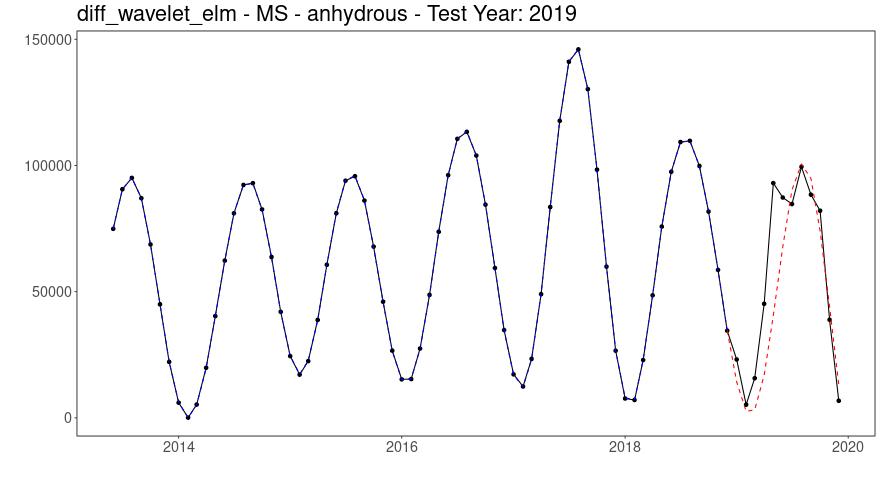 diff_wavelet_elm - MS - anhydrous - Test Year: 2019
150000
100000
50000
0
2014 2016 2018 2020